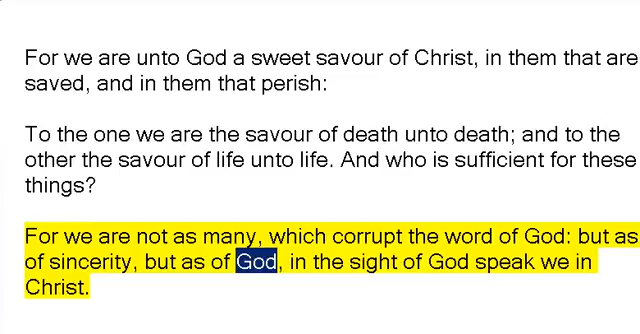 For we are unto God a sweet savour of Christ, in them that are
saved, and in them that perish:
To the one we are the savour of death unto death; and to the
other the savour of life unto life. And who is sufficient for these
things?
For we are not as many, which corrupt the word of God: but as
of sincerity, but as of God, in the sight of God speak we in
Christ.